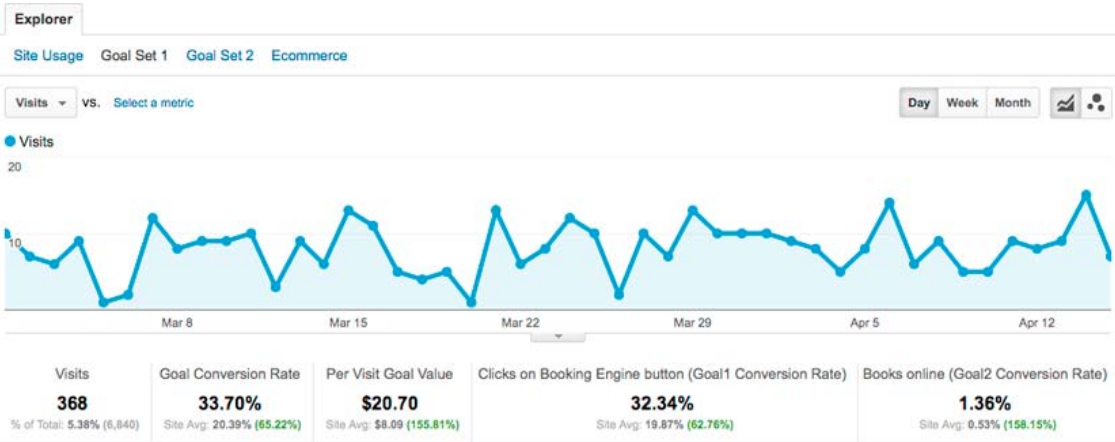 Explorer
Site Usage Goal Set 1 Goal Set 2 Ecommerce
Visits VS. Select a metric Day Week Month
Visits
20
10
Mar 8 Mar 15 Mar 22 Mar 29 Apr 5 Apr 12
Visits Goal Conversion Rate Per Visit Goal Value Clicks on Booking Engine button (Goal1 Conversion Rate) Books online (Goal2 Conversion Rate)
368 33.70% $20.70 32.34% 1.36%
% of Total: 5.38% (6,840) Site Avg: 20.39% (65.22%) Site Avg: $8.09 (155.81%) Site Avg: 19.87% (62.76%) Site Avg: 0.53% (158.15%)